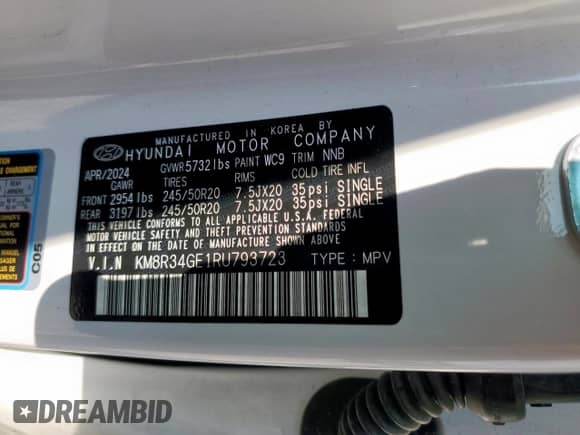 MANUFACTURED IN KOREA BY
HYUNDAI MOTOR COMPANY
APR/2024 GVWR 5732 lbs PAINT WC9 TRIM NNB
GAWR TIRES RIMS COLD TIRE INFL
FRONT 2954 lbs 245/50R20 7.5JX20 35psi SINGLE
REAR 3197 lbs 245/50R20 7.5JX20 35psi SINGLE
THIS VEHICLE CONFORMS TO ALL APPLICABLE U.S.A. FEDERAL
MOTOR VEHICLE SAFETY, BUMPER, AND THEFT PREVENTION
STANDARDS IN EFFECT ON THE DATE OF MANUFACTURE SHOWN ABOVE.
V.I.N KM8R34GE1RU793723 TYPE : MPV
C05
DREAMBID